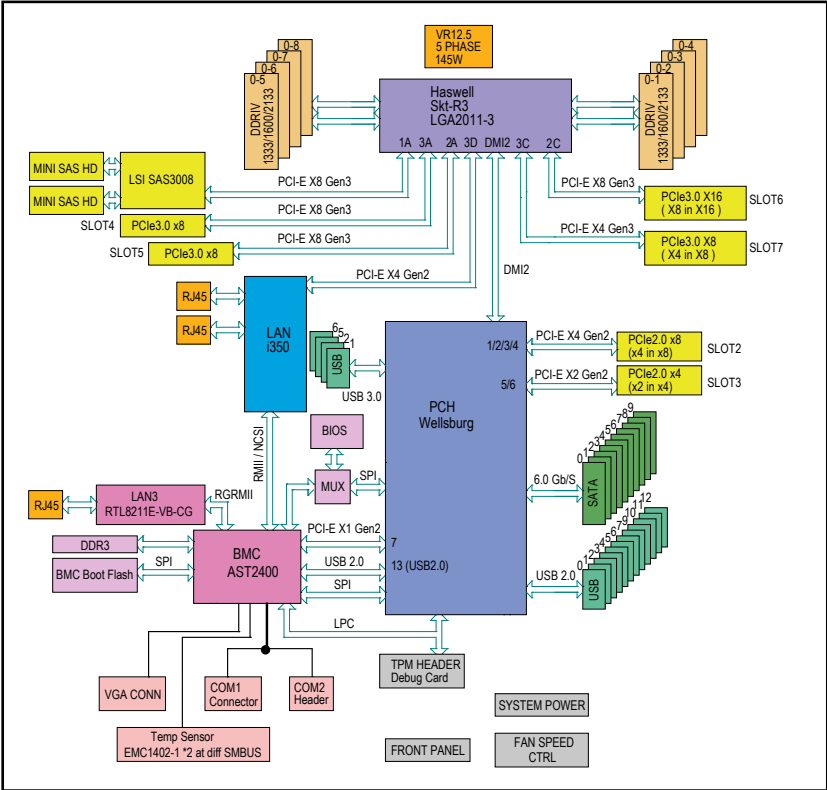 VR12.5
5 PHASE
145W
0-8
0-7
0-6
0-5
DDRIV
1333/1600/2133
0-4
0-3
0-2
0-1
DDRIV
1333/1600/2133
Haswell
Skt-R3
LGA2011-3
1A 3A 2A 3D DMI2 3C 2C
MINI SAS HD
MINI SAS HD
LSI SAS3008
PCI-E X8 Gen3
PCI-E X8 Gen3
PCI-E X8 Gen3
SLOT4
PCIe3.0 x8
SLOT5
PCIe3.0 x8
PCI-E X8 Gen3
PCIe3.0 X16
( X8 in X16 )
SLOT6
PCI-E X4 Gen3
PCIe3.0 X8
( X4 in X8 )
SLOT7
PCI-E X4 Gen2
DMI2
RJ45
RJ45
LAN
i350
6
5
2
1
USB
USB 3.0
PCH
Wellsburg
1/2/3/4
PCI-E X4 Gen2
PCIe2.0 x8
(x4 in x8)
SLOT2
5/6
PCI-E X2 Gen2
PCIe2.0 x4
(x2 in x4)
SLOT3
RMII / NCSI
BIOS
MUX
SPI
6.0 Gb/S
0
1
2
3
4
5
6
7
8
9
SATA
RJ45
LAN3
RTL8211E-VB-CG
RGRMII
DDR3
SPI
BMC Boot Flash
BMC
AST2400
PCI-E X1 Gen2
7
USB 2.0
13 (USB2.0)
SPI
LPC
USB 2.0
0
1
2
3
4
5
6
7
9
10
11
12
USB
TPM HEADER
Debug Card
VGA CONN
COM1
Connector
COM2
Header
Temp Sensor
EMC1402-1 *2 at diff SMBUS
SYSTEM POWER
FRONT PANEL
FAN SPEED
CTRL